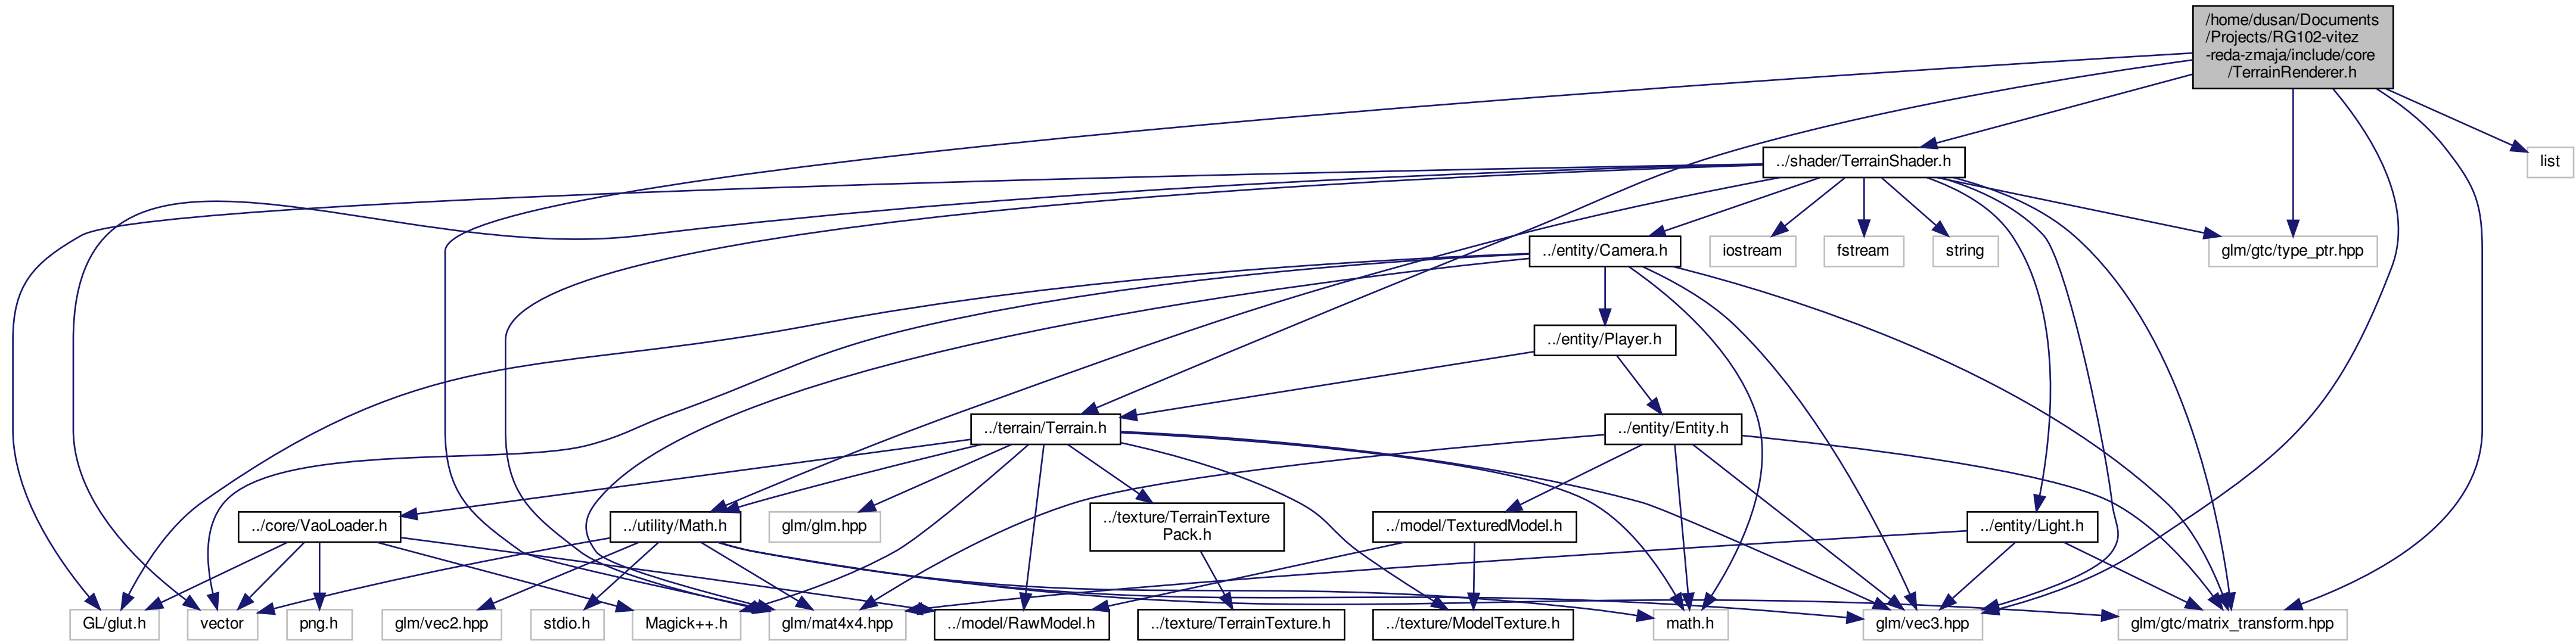 /home/dusan/Documents
/Projects/RG102-vitez
-reda-zmaja/include/core
/TerrainRenderer.h
../shader/TerrainShader.h
list
../entity/Camera.h
iostream
fstream
string
glm/gtc/type_ptr.hpp
../entity/Player.h
../terrain/Terrain.h
../entity/Entity.h
../core/VaoLoader.h
../utility/Math.h
glm/glm.hpp
../texture/TerrainTexture
Pack.h
../model/TexturedModel.h
../entity/Light.h
GL/glut.h
vector
png.h
glm/vec2.hpp
stdio.h
Magick++.h
glm/mat4x4.hpp
../model/RawModel.h
../texture/TerrainTexture.h
../texture/ModelTexture.h
math.h
glm/vec3.hpp
glm/gtc/matrix_transform.hpp